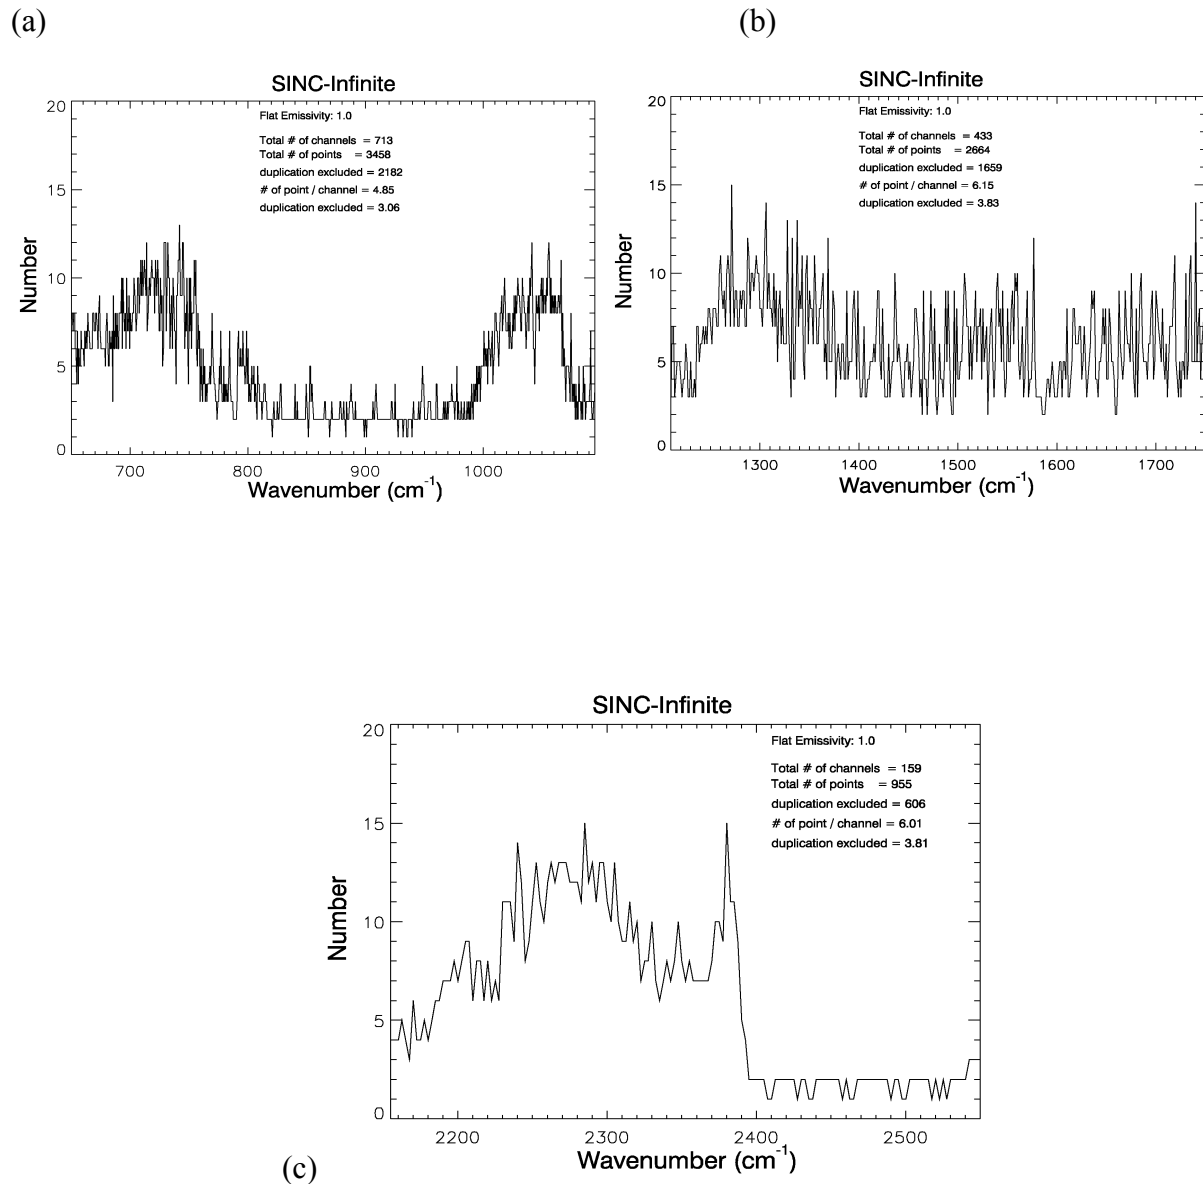 (a)
SINC-Infinite
Flat Emissivity: 1.0
Total # of channels = 713
Total # of points = 3458
duplication excluded = 2182
# of point / channel = 4.85
duplication excluded = 3.06
20
15
10
5
0
Number
700 800 900 1000
Wavenumber (cm-1)
(b)
SINC-Infinite
Flat Emissivity: 1.0
Total # of channels = 433
Total # of points = 2664
duplication excluded = 1659
# of point / channel = 6.15
duplication excluded = 3.83
20
15
10
5
0
Number
1300 1400 1500 1600 1700
Wavenumber (cm-1)
SINC-Infinite
Flat Emissivity: 1.0
Total # of channels = 159
Total # of points = 955
duplication excluded = 606
# of point / channel = 6.01
duplication excluded = 3.81
20
15
10
5
0
Number
2200 2300 2400 2500
Wavenumber (cm-1)
(c)